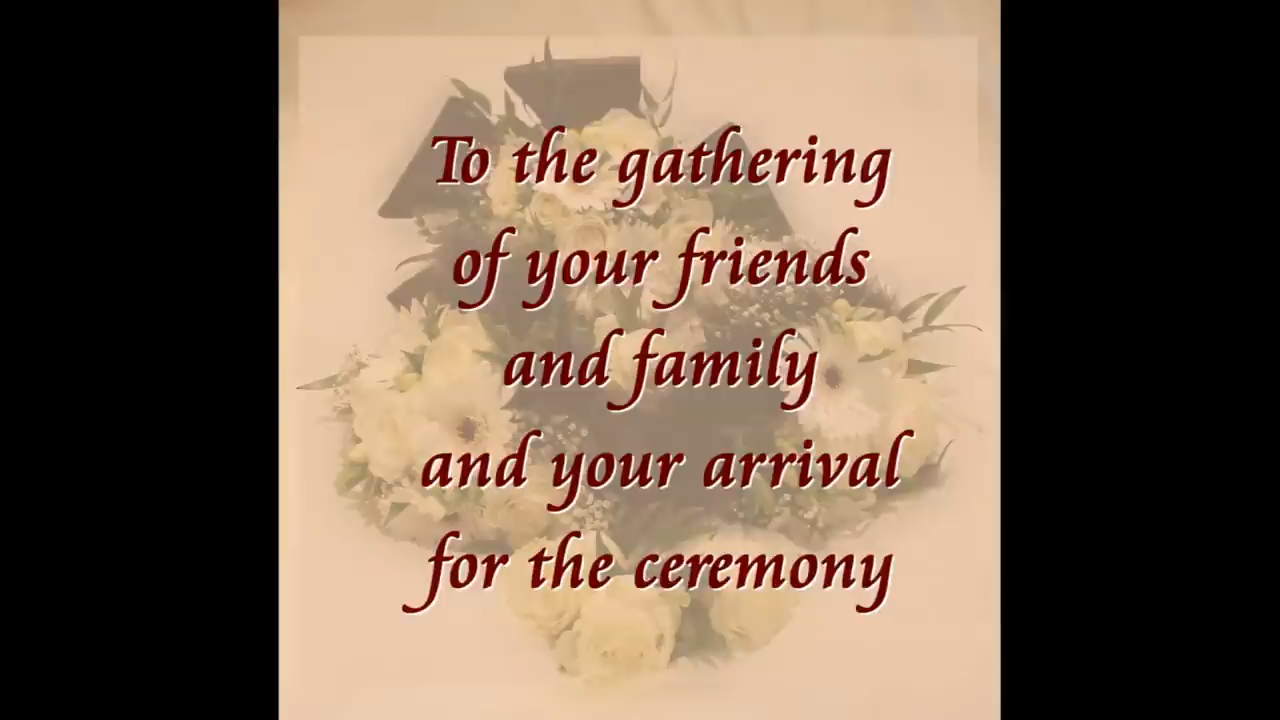 To the gathering
of your friends
and family
and your arrival
for the ceremony